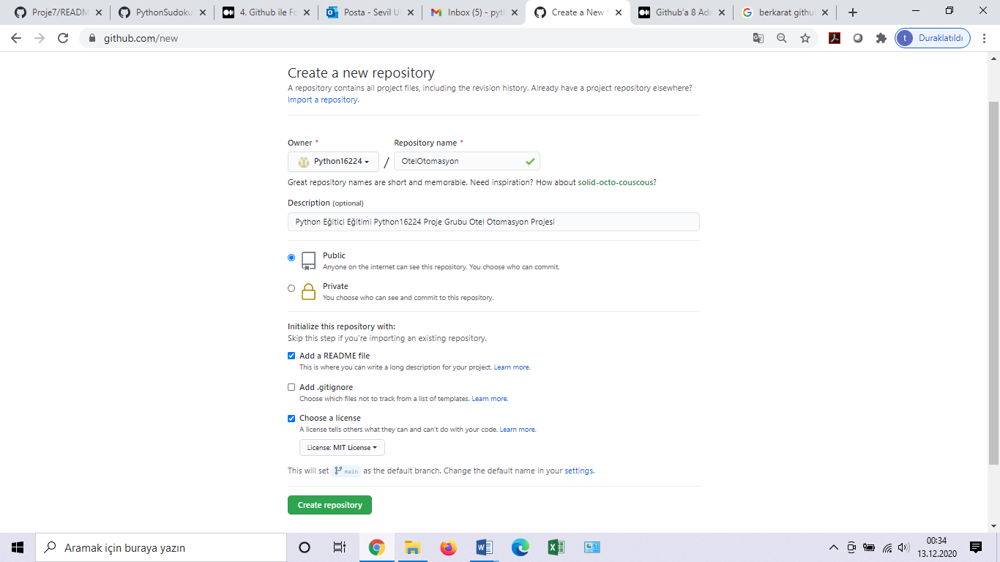 Proje7/READM
PythonSudoku
4. Github ile Fo
Posta - Sevil U
Inbox (5) - pyth
Create a New R
Github'a 8 Adı
berkarat githu
github.com/new
t Duraklatıldı
Create a new repository
A repository contains all project files, including the revision history. Already have a project repository elsewhere?
Import a repository.
Owner *
Repository name *
Python16224
/
OtelOtomasyon
Great repository names are short and memorable. Need inspiration? How about solid-octo-couscous?
Description (optional)
Python Eğitici Eğitimi Python16224 Proje Grubu Otel Otomasyon Projesi
Public
Anyone on the internet can see this repository. You choose who can commit.
Private
You choose who can see and commit to this repository.
Initialize this repository with:
Skip this step if you're importing an existing repository.
Add a README file
This is where you can write a long description for your project. Learn more.
Add .gitignore
Choose which files not to track from a list of templates. Learn more.
Choose a license
A license tells others what they can and can't do with your code. Learn more.
License: MIT License
This will set main as the default branch. Change the default name in your settings.
Create repository
Aramak için buraya yazın
00:34
13.12.2020